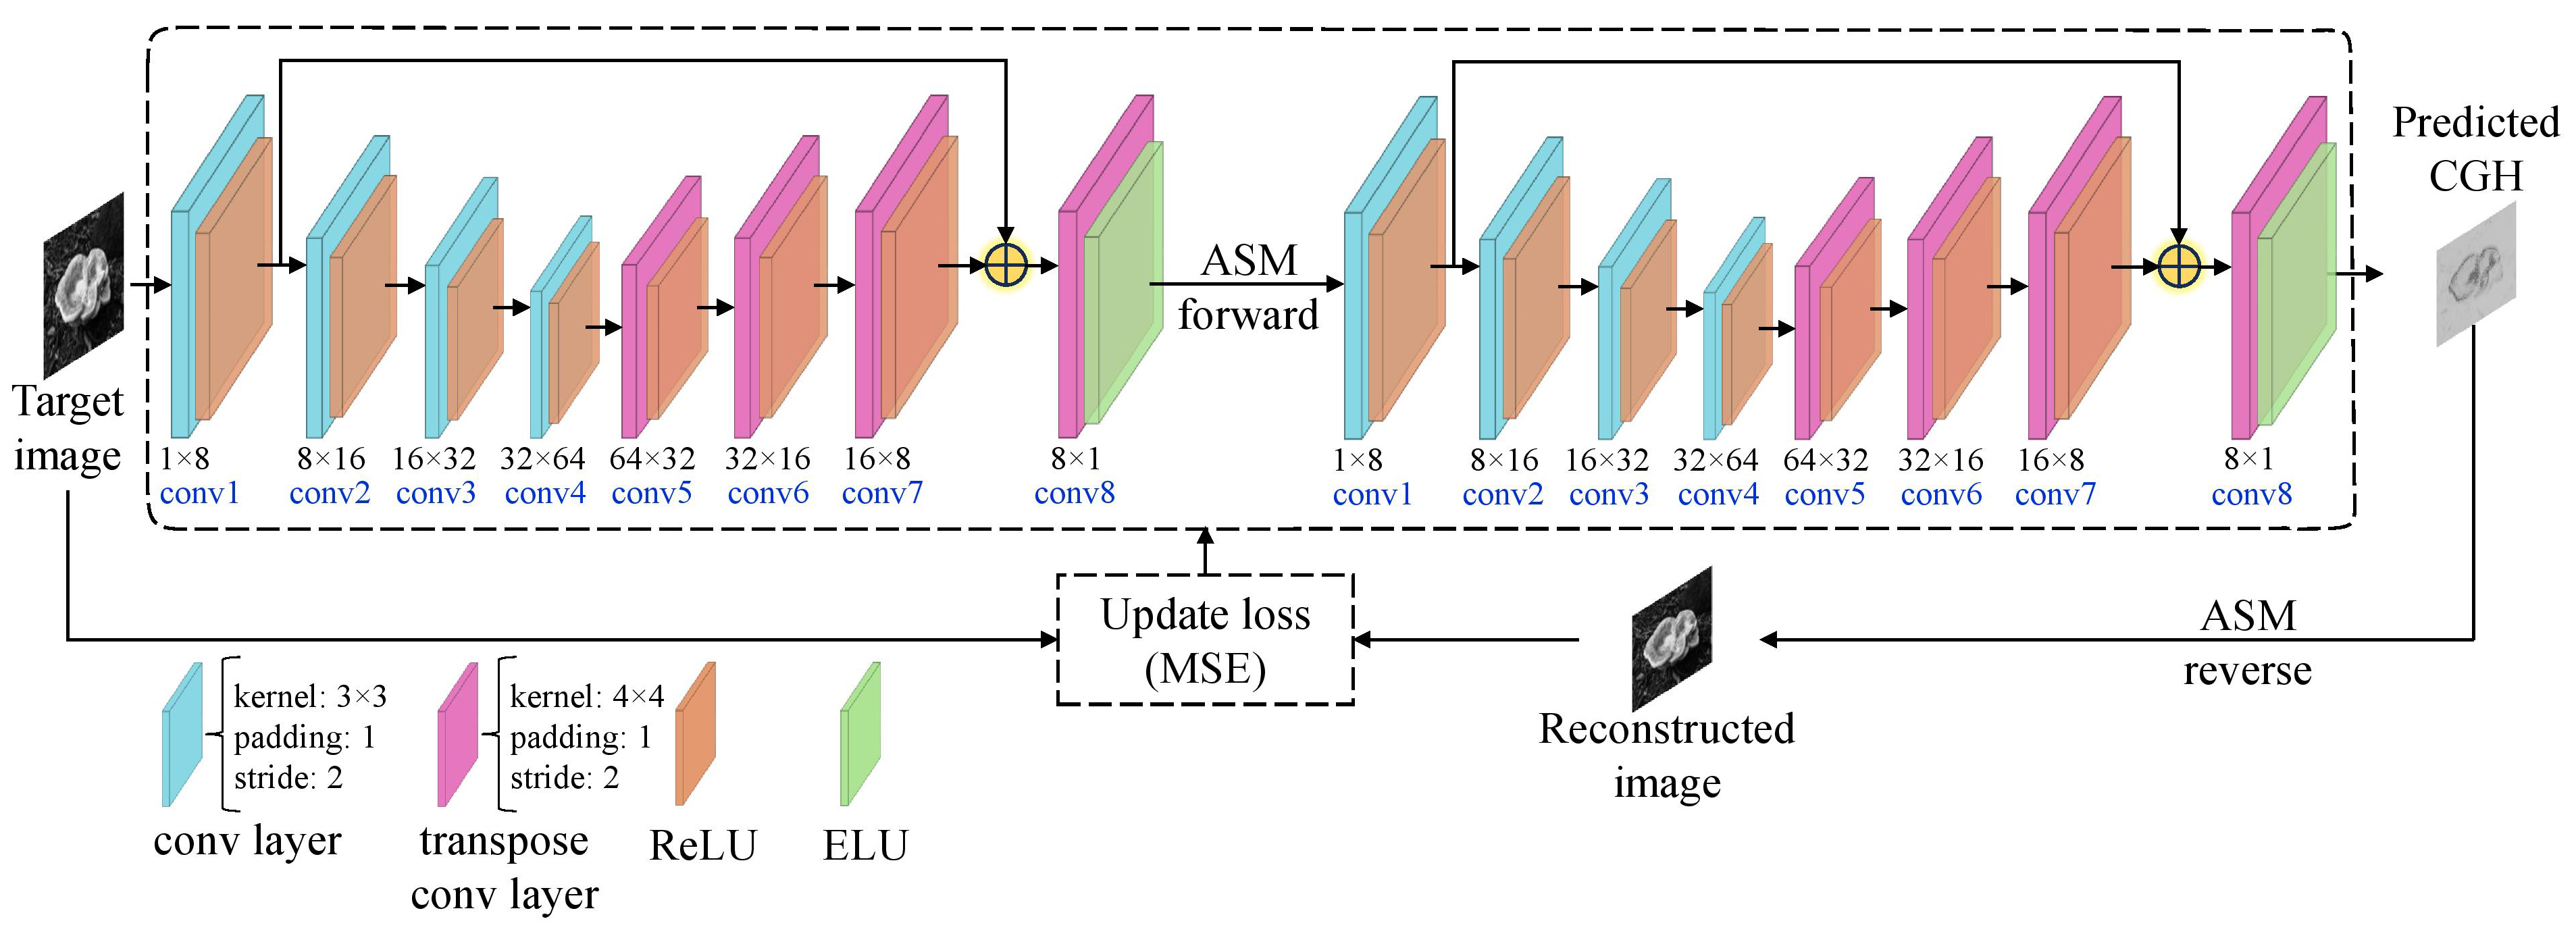 Target
image
1×8
conv1
8×16
conv2
16×32
conv3
32×64
conv4
64×32
conv5
32×16
conv6
16×8
conv7
8×1
conv8
ASM
forward
1×8
conv1
8×16
conv2
16×32
conv3
32×64
conv4
64×32
conv5
32×16
conv6
16×8
conv7
8×1
conv8
Predicted
CGH
Update loss
(MSE)
Reconstructed
image
ASM
reverse
kernel: 3×3
padding: 1
stride: 2
conv layer
kernel: 4×4
padding: 1
stride: 2
transpose
conv layer
ReLU
ELU